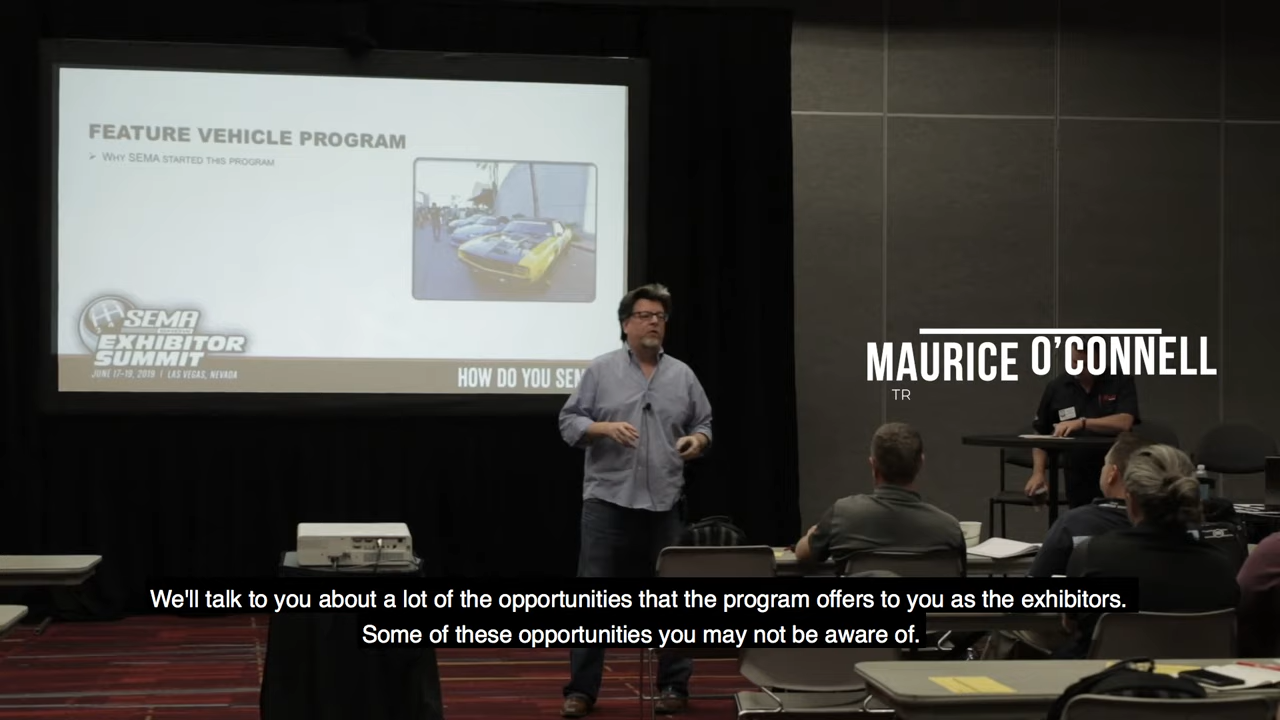 FEATURE VEHICLE PROGRAM
➢ WHY SEMA STARTED THIS PROGRAM
SEMA
EXHIBITOR
SUMMIT
JUNE 17-19, 2019 | LAS VEGAS, NEVADA
HOW DO YOU SEM
MAURICE O'CONNELL
TR
We'll talk to you about a lot of the opportunities that the program offers to you as the exhibitors.
Some of these opportunities you may not be aware of.